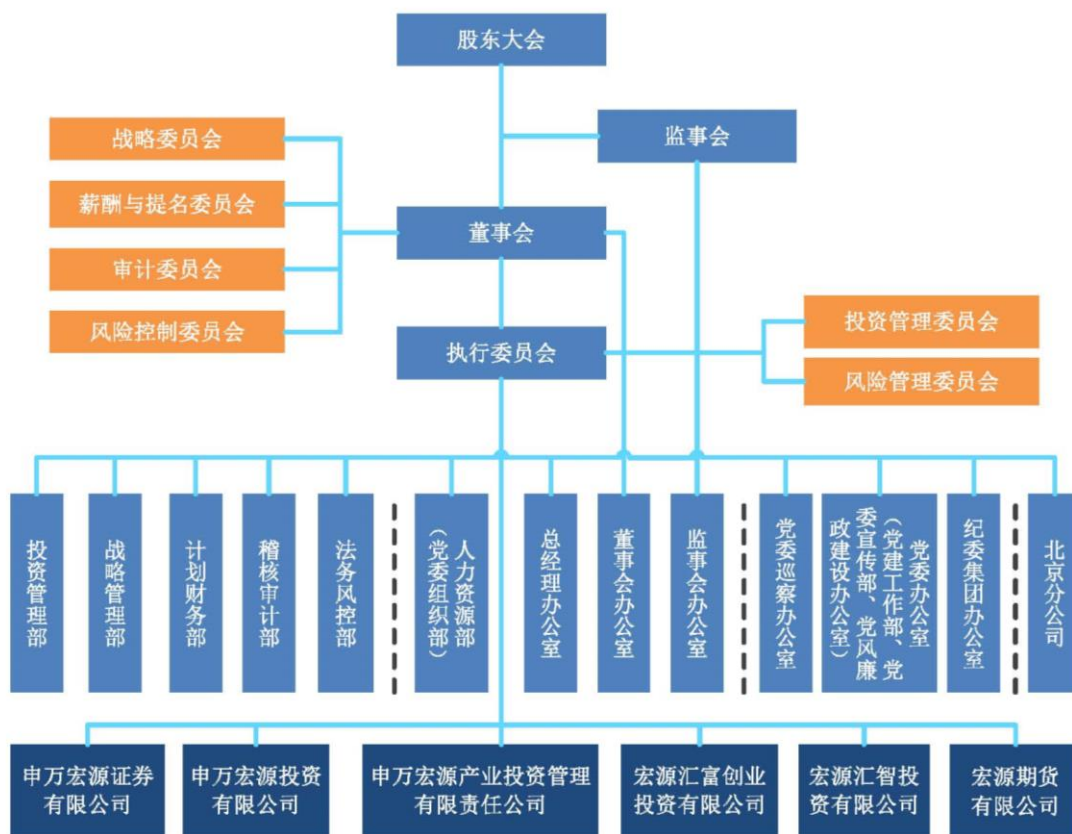 股东大会
监事会
战略委员会
薪酬与提名委员会
董事会
审计委员会
风险控制委员会
执行委员会
投资管理委员会
风险管理委员会
投资管理部
战略管理部
计划财务部
稽核审计部
法务风控部
人力资源部
（党委组织部）
总经理办公室
董事会办公室
监事会办公室
党委巡察办公室
党委办公室
（党建工作部、党
委宣传部、党风廉
政建设办公室）
纪委集团办公室
北京分公司
申万宏源证券
有限公司
申万宏源投资
有限公司
申万宏源产业投资管理
有限责任公司
宏源汇富创业
投资有限公司
宏源汇智投
资有限公司
宏源期货
有限公司